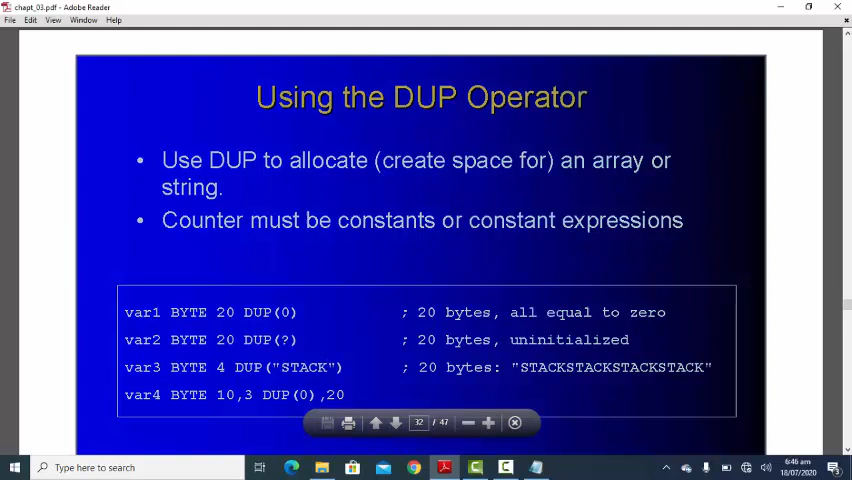 chapt_03.pdf - Adobe Reader
File Edit View Window Help
Using the DUP Operator
• Use DUP to allocate (create space for) an array or
string.
• Counter must be constants or constant expressions
var1 BYTE 20 DUP(0) ; 20 bytes, all equal to zero
var2 BYTE 20 DUP(?) ; 20 bytes, uninitialized
var3 BYTE 4 DUP("STACK") ; 20 bytes: "STACKSTACKSTACKSTACK"
var4 BYTE 10,3 DUP(0),20
32 / 47
Type here to search
6:46 am
18/07/2020
3